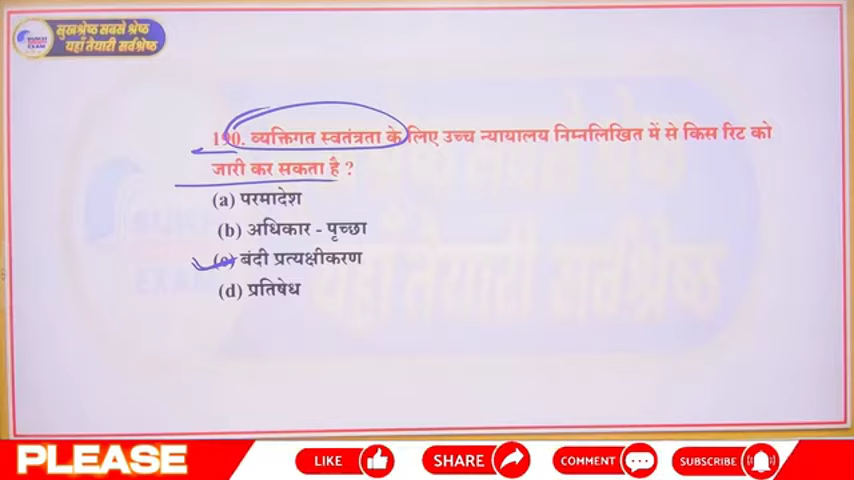 सुखश्रेष्ठ सबसे श्रेष्ठ
यहाँ तैयारी सर्वश्रेष्ठ
190. व्यक्तिगत स्वतंत्रता के लिए उच्च न्यायालय निम्नलिखित में से किस रिट को
जारी कर सकता है ?
(a) परमादेश
(b) अधिकार - पृच्छा
(c) बंदी प्रत्यक्षीकरण
(d) प्रतिषेध
PLEASE
LIKE
SHARE
COMMENT
SUBSCRIBE